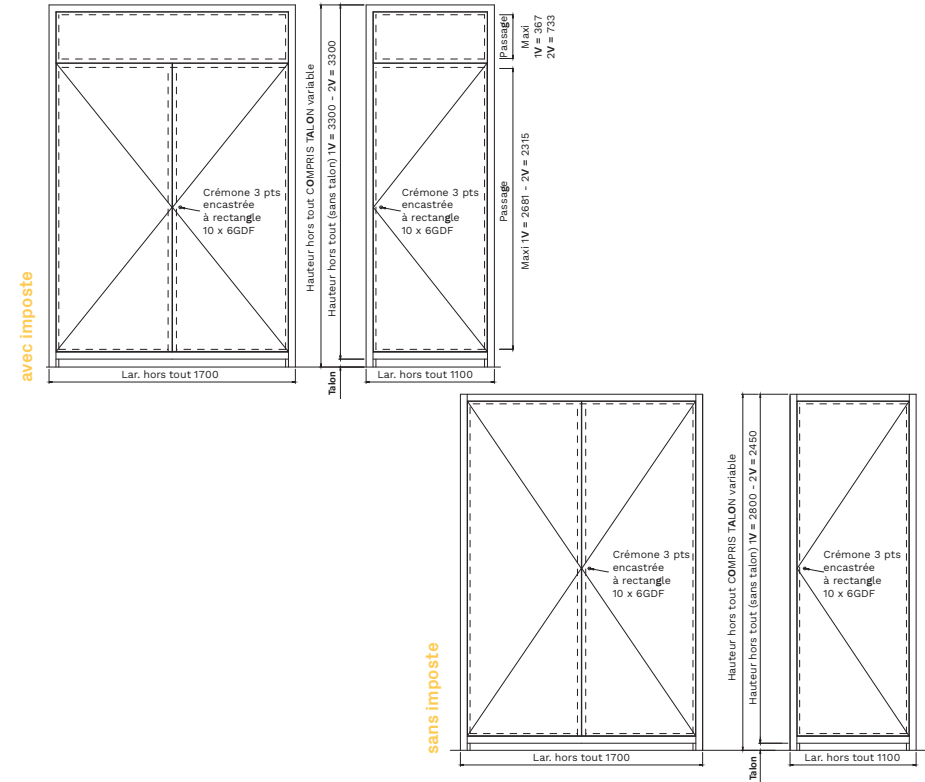 avec imposte
Crémone 3 pts
encastrée
à rectangle
10 x 6GDF
Lar. hors tout 1700
Hauteur hors tout COMPRIS TALON variable
Hauteur hors tout (sans talon) 1V = 3300 - 2V = 3300
Talon
Crémone 3 pts
encastrée
à rectangle
10 x 6GDF
Lar. hors tout 1100
Passage
Maxi
1V = 367
2V = 733
Passage
Maxi 1V = 2681 - 2V = 2315
sans imposte
Crémone 3 pts
encastrée
à rectangle
10 x 6GDF
Lar. hors tout 1700
Hauteur hors tout COMPRIS TALON variable
Hauteur hors tout (sans talon) 1V = 2800 - 2V = 2450
Talon
Crémone 3 pts
encastrée
à rectangle
10 x 6GDF
Lar. hors tout 1100